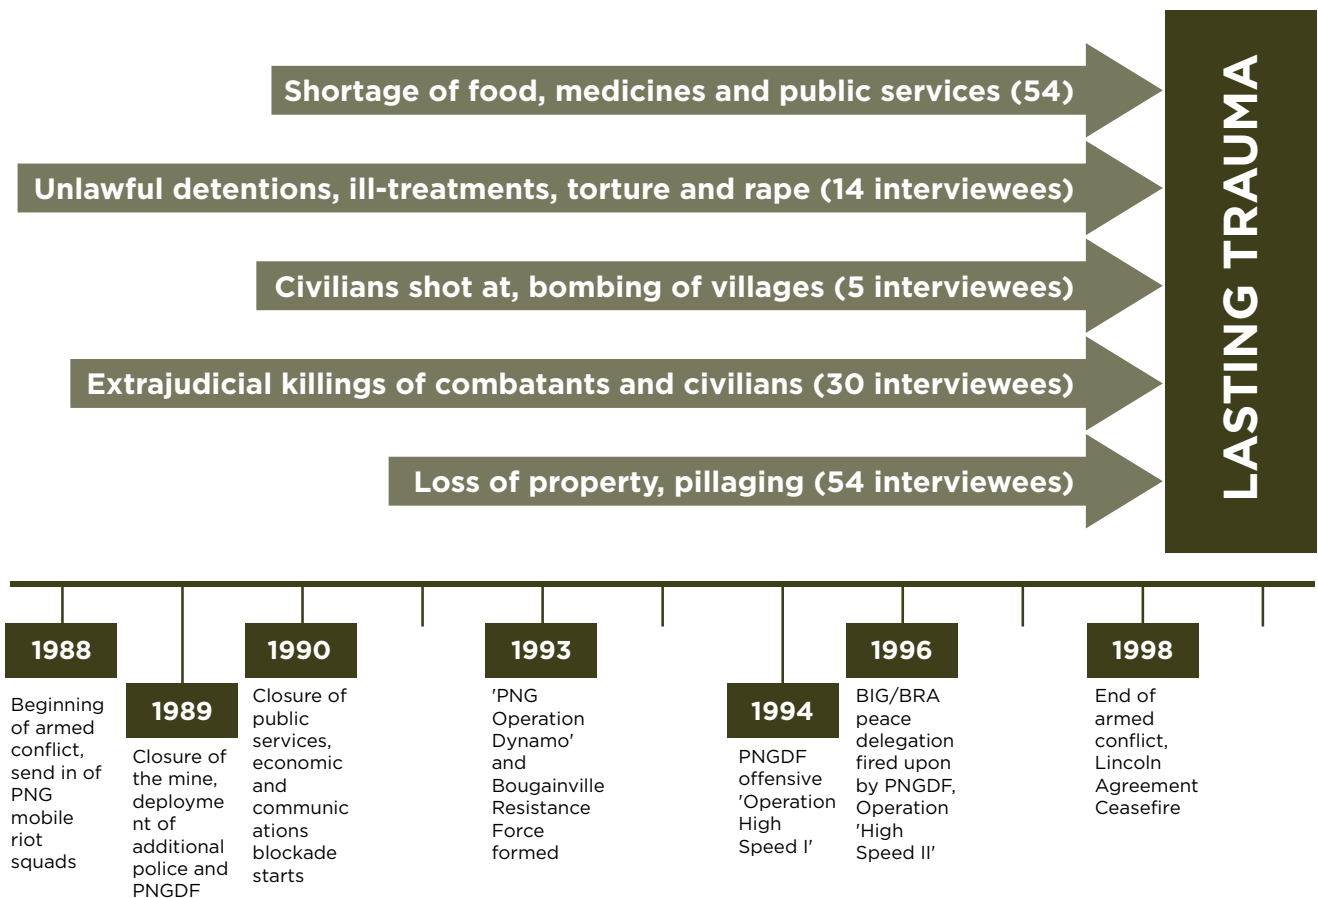 Shortage of food, medicines and public services (54)
Unlawful detentions, ill-treatments, torture and rape (14 interviewees)
Civilians shot at, bombing of villages (5 interviewees)
Extrajudicial killings of combatants and civilians (30 interviewees)
Loss of property, pillaging (54 interviewees)
LASTING TRAUMA
1988
Beginning
of armed
conflict,
send in of
PNG
mobile
riot
squads
1989
Closure of
the mine,
deployme
nt of
additional
police and
PNGDF
1990
Closure of
public
services,
economic
and
communic
ations
blockade
starts
1993
'PNG
Operation
Dynamo'
and
Bougainville
Resistance
Force
formed
1994
PNGDF
offensive
'Operation
High
Speed I'
1996
BIG/BRA
peace
delegation
fired upon
by PNGDF,
Operation
'High
Speed II'
1998
End of
armed
conflict,
Lincoln
Agreement
Ceasefire